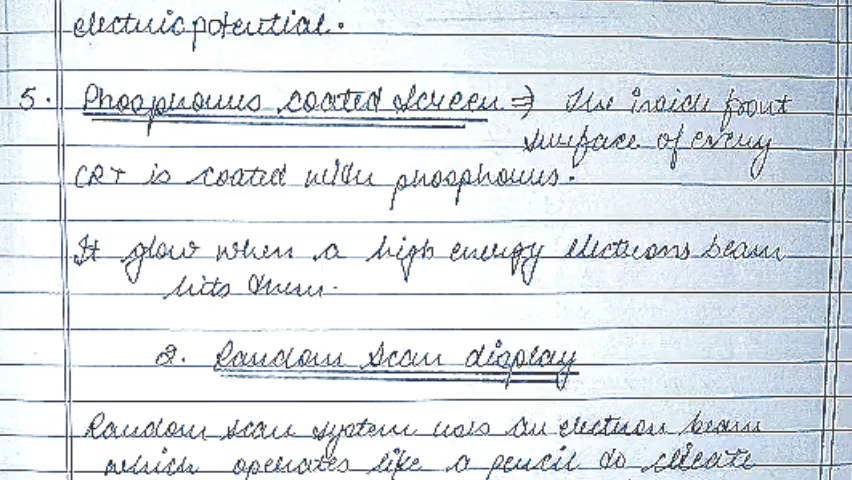 electric potential.
5. Phosphorus coated screen ⇒ The inside front
surface of every
CRT is coated with phosphorus.
It glow when a high energy electrons beam
hits them.
2. Random Scan display
Random scan system uses an electron beam
which operates like a pencil to create